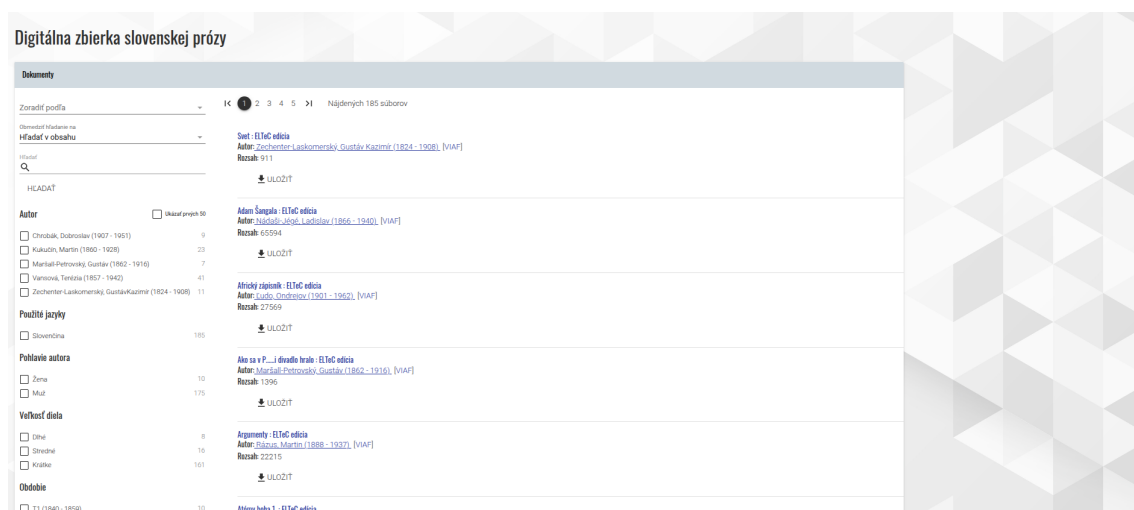 Digitálna zbierka slovenskej prózy
Dokumenty
Zoradiť podľa
Obmedziť hľadanie na
Hľadať v obsahu
Hľadať
HĽADAŤ
Autor
Ukázať prvých 50
Chrobák, Dobroslav (1907 - 1951) 9
Kukučín, Martin (1860 - 1928) 23
Maršall-Petrovský, Gustáv (1862 - 1916) 7
Vansová, Terézia (1857 - 1942) 41
Zechenter-Laskomerský, GustávKazimír (1824 - 1908) 11
Použité jazyky
Slovenčina 185
Pohlavie autora
Žena 10
Muž 175
Veľkosť diela
Dlhé 8
Stredné 16
Krátke 161
Obdobie
T1 (1840 - 1859) 10
1 2 3 4 5 Nájdených 185 súborov
Svet : ELTeC edícia
Autor: Zechenter-Laskomerský, Gustáv Kazimír (1824 - 1908) [VIAF]
Rozsah: 911
ULOŽIŤ
Adam Šangala : ELTeC edícia
Autor: Nádaši-Jégé, Ladislav (1866 - 1940) [VIAF]
Rozsah: 65594
ULOŽIŤ
Africký zápisník : ELTeC edícia
Autor: Ľudo, Ondrejov (1901 - 1962) [VIAF]
Rozsah: 27569
ULOŽIŤ
Ako sa v P.....i divadlo hralo : ELTeC edícia
Autor: Maršall-Petrovský, Gustáv (1862 - 1916) [VIAF]
Rozsah: 1396
ULOŽIŤ
Argumenty : ELTeC edícia
Autor: Rázus, Martin (1888 - 1937) [VIAF]
Rozsah: 22215
ULOŽIŤ
Atómy boha 1. : ELTeC edícia